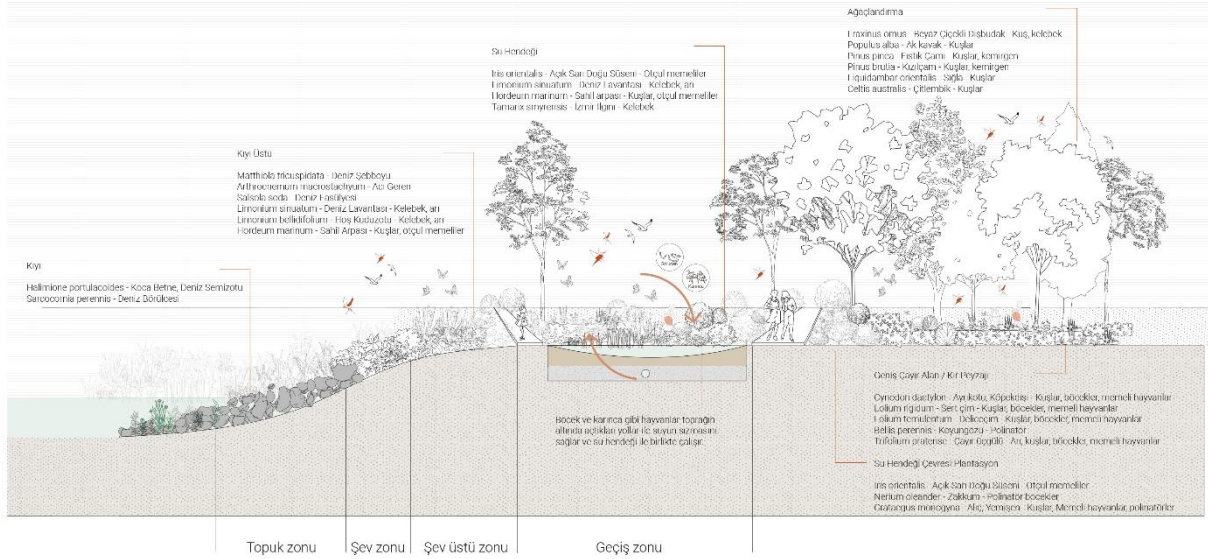 Ağaçlandırma
Fraxinus ornus - Beyaz Çiçekli Dişbudak - Kuş, kelebek
Populus alba - Ak kavak - Kuşlar
Pinus pinea - Fıstık Çamı - Kuşlar, kemirgen
Pinus brutia - Kızılçam - Kuşlar, kemirgen
Liquidambar orientalis - Sığla - Kuşlar
Celtis australis - Çitlembik - Kuşlar
Su Hendeği
Iris orientalis - Açık Sarı Doğu Süseni - Otçul memeliler
Limonium sinuatum - Deniz Lavantası - Kelebek, arı
Hordeum marinum - Sahil arpası - Kuşlar, otçul memeliler
Tamarix smyrensis - İzmir Ilgını - Kelebek
Kıyı Üstü
Matthiola tricuspidata - Deniz Şebboyu
Arthrocnemum macrostachyum - Acı Geren
Salsola soda - Deniz Fasülyesi
Limonium sinuatum - Deniz Lavantası - Kelebek, arı
Limonium bellidifolium - Hoş Kuduzotu - Kelebek, arı
Hordeum marinum - Sahil Arpası - Kuşlar, otçul memeliler
Kıyı
Halimione portulacoides - Koca Betne, Deniz Semizotu
Sarcocornia perennis - Deniz Börülcesi
Böcek ve karınca gibi hayvanlar toprağın
altında açtıkları yollar ile suyun sızmasını
sağlar ve su hendeği ile birlikte çalışır.
Geniş Çayır Alan / Kır Peyzajı
Cynodon dactylon - Ayrıkotu, Köpekdişi - Kuşlar, böcekler, memeli hayvanlar
Lolium rigidum - Sert çim - Kuşlar, böcekler, memeli hayvanlar
Lolium temulentum - Deliceçim - Kuşlar, böcekler, memeli hayvanlar
Bellis perennis - Koyungözü - Polinatör
Trifolium pratense - Çayır üçgülü - Arı, kuşlar, böcekler, memeli hayvanlar
Su Hendeği Çevresi Plantasyon
Iris orientalis - Açık Sarı Doğu Süseni - Otçul memeliler
Nerium oleander - Zakkum - Polinatör böcekler
Crataegus monogyna - Alıç, Yemişen - Kuşlar, Memeli hayvanlar, polinatörler
Topuk zonu
Şev zonu
Şev üstü zonu
Geçiş zonu